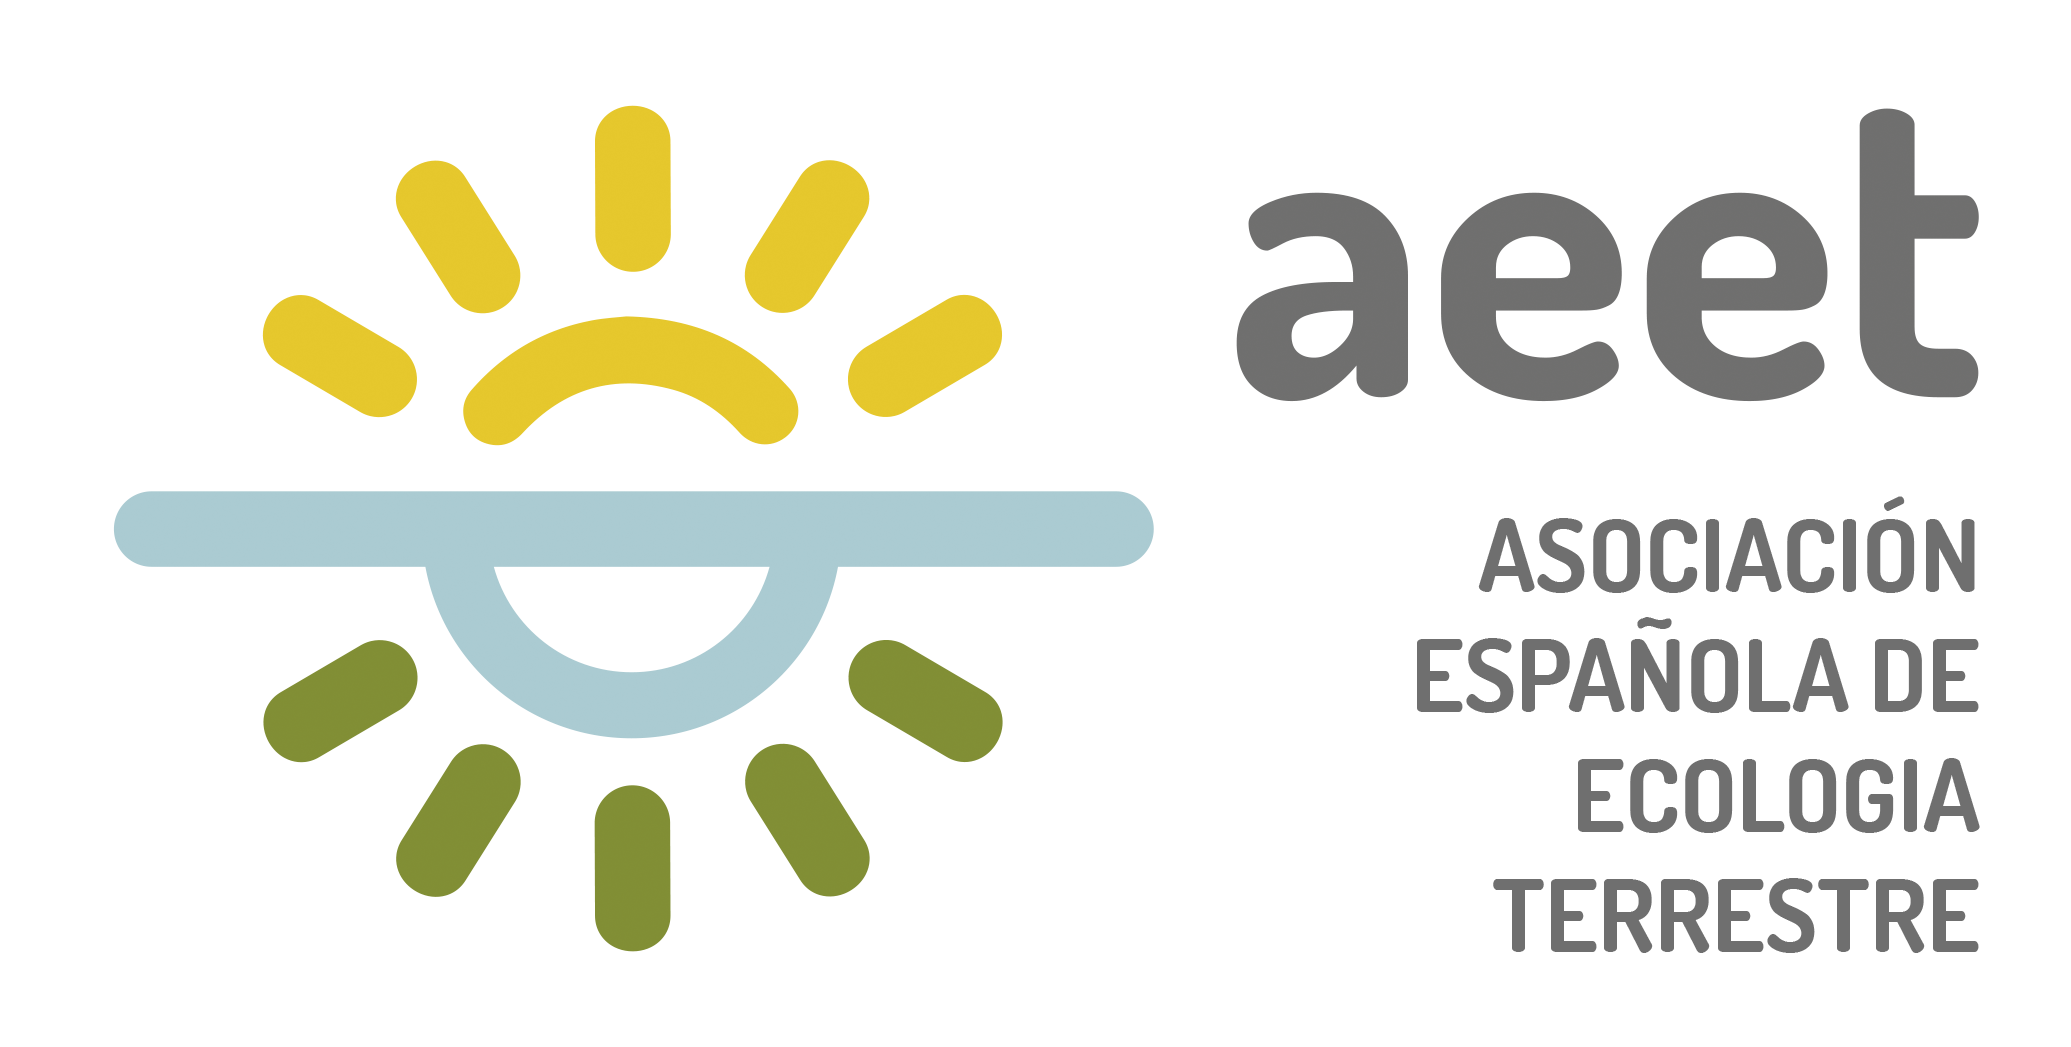 aeet
ASOCIACIÓN
ESPAÑOLA DE
ECOLOGIA
TERRESTRE